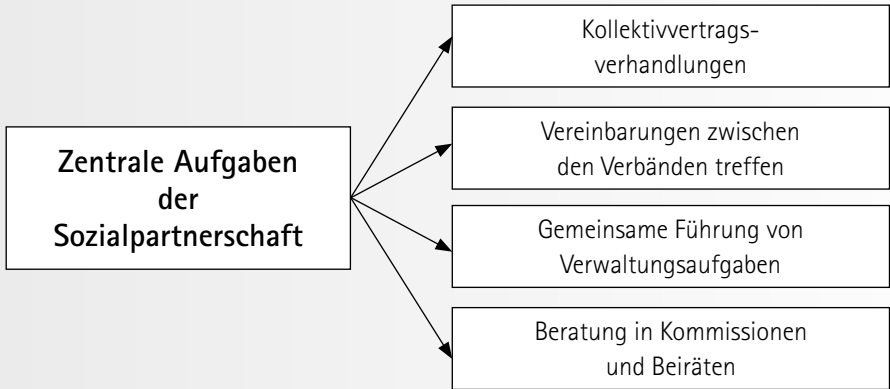 Zentrale Aufgaben
der
Sozialpartnerschaft
Kollektivvertrags-
verhandlungen
Vereinbarungen zwischen
den Verbänden treffen
Gemeinsame Führung von
Verwaltungsaufgaben
Beratung in Kommissionen
und Beiräten